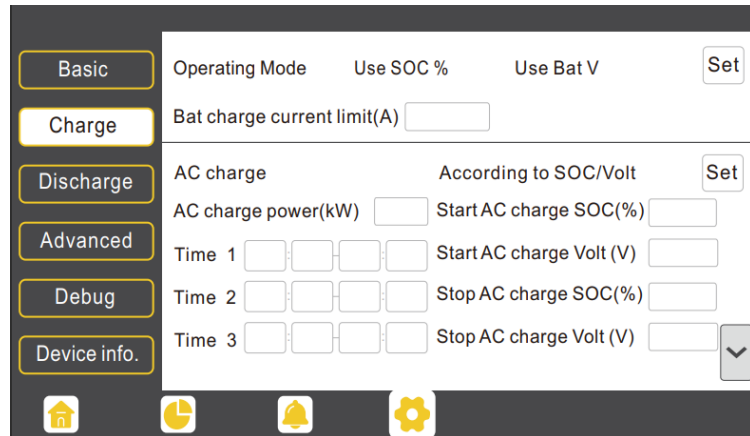 Basic
Charge
Discharge
Advanced
Debug
Device info.
Operating Mode Use SOC % Use Bat V Set
Bat charge current limit(A)
AC charge According to SOC/Volt Set
AC charge power(kW) Start AC charge SOC(%)
Time 1 : - : Start AC charge Volt (V)
Time 2 : - : Stop AC charge SOC(%)
Time 3 : - : Stop AC charge Volt (V)